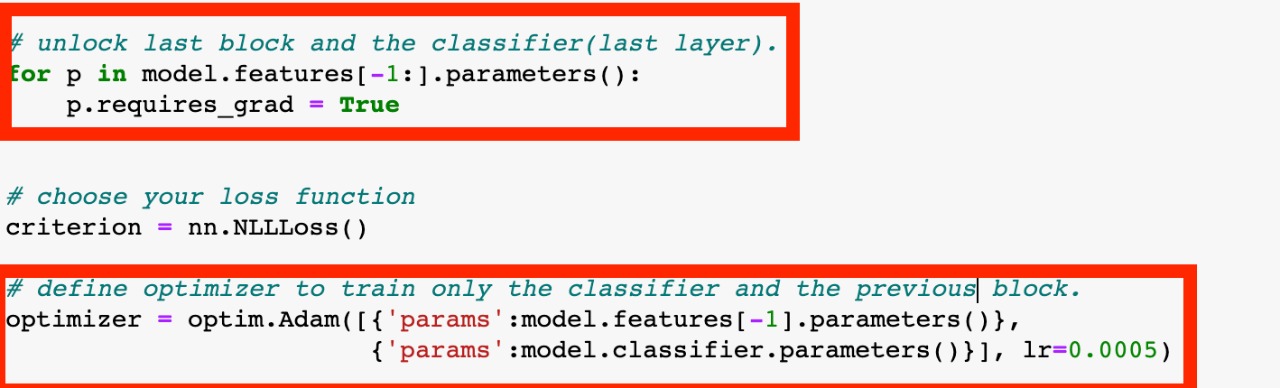 # unlock last block and the classifier(last layer).
for p in model.features[-1:].parameters():
    p.requires_grad = True
# choose your loss function
criterion = nn.NLLLoss()
# define optimizer to train only the classifier and the previous block.
optimizer = optim.Adam([{'params':model.features[-1].parameters()},
                        {'params':model.classifier.parameters()}], lr=0.0005)